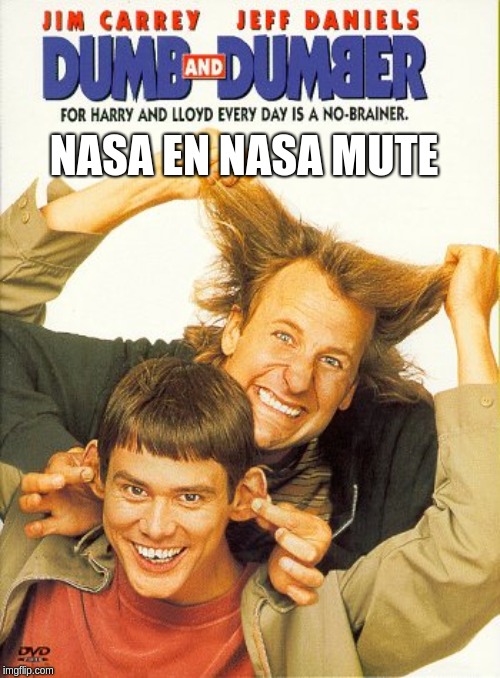 JIM CARREY JEFF DANIELS
DUMB AND DUMBER
FOR HARRY AND LLOYD EVERY DAY IS A NO-BRAINER.
NASA EN NASA MUTE
DVD
imgflip.com